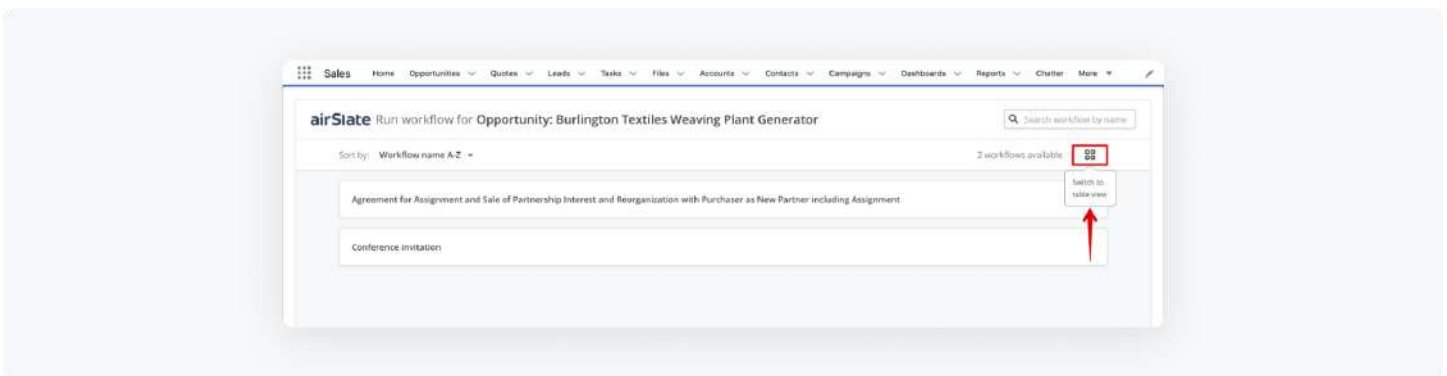 Sales Home Opportunities Quotes Leads Tasks Files Accounts Contacts Campaigns Dashboards Reports Chatter More
airSlate Run workflow for Opportunity: Burlington Textiles Weaving Plant Generator Search workflow by name
Sort by: Workflow name A-Z 2 workflows available
Switch to
table view
Agreement for Assignment and Sale of Partnership Interest and Reorganization with Purchaser as New Partner including Assignment
Conference Invitation